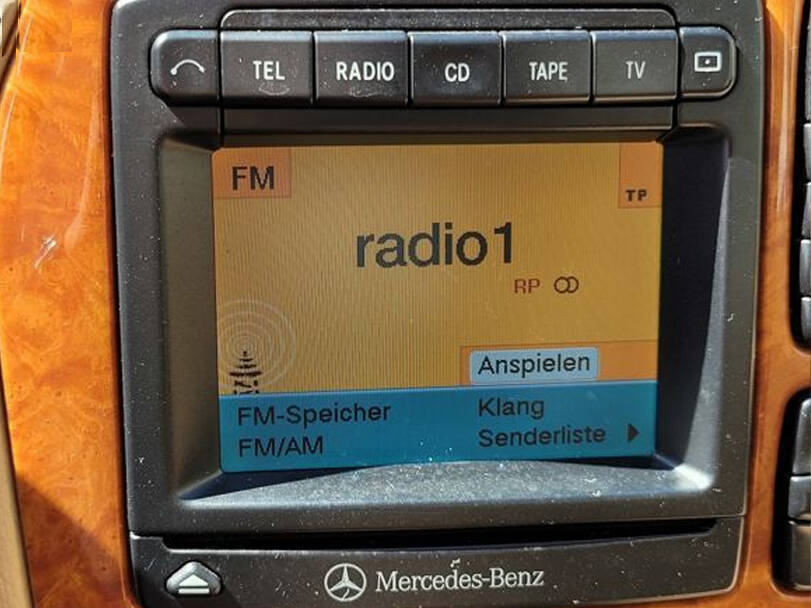 TEL RADIO CD TAPE TV
FM
TP
radio1
RP
Anspielen
FM-Speicher Klang
FM/AM Senderliste
Mercedes-Benz